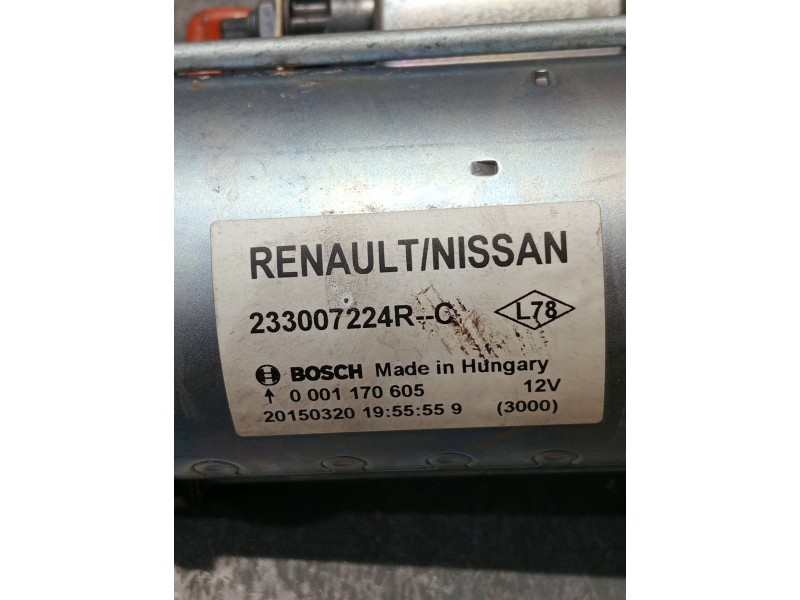 RENAULT/NISSAN
233007224R--C
L78
BOSCH Made in Hungary
0 001 170 605 12V
20150320 19:55:55 9 (3000)